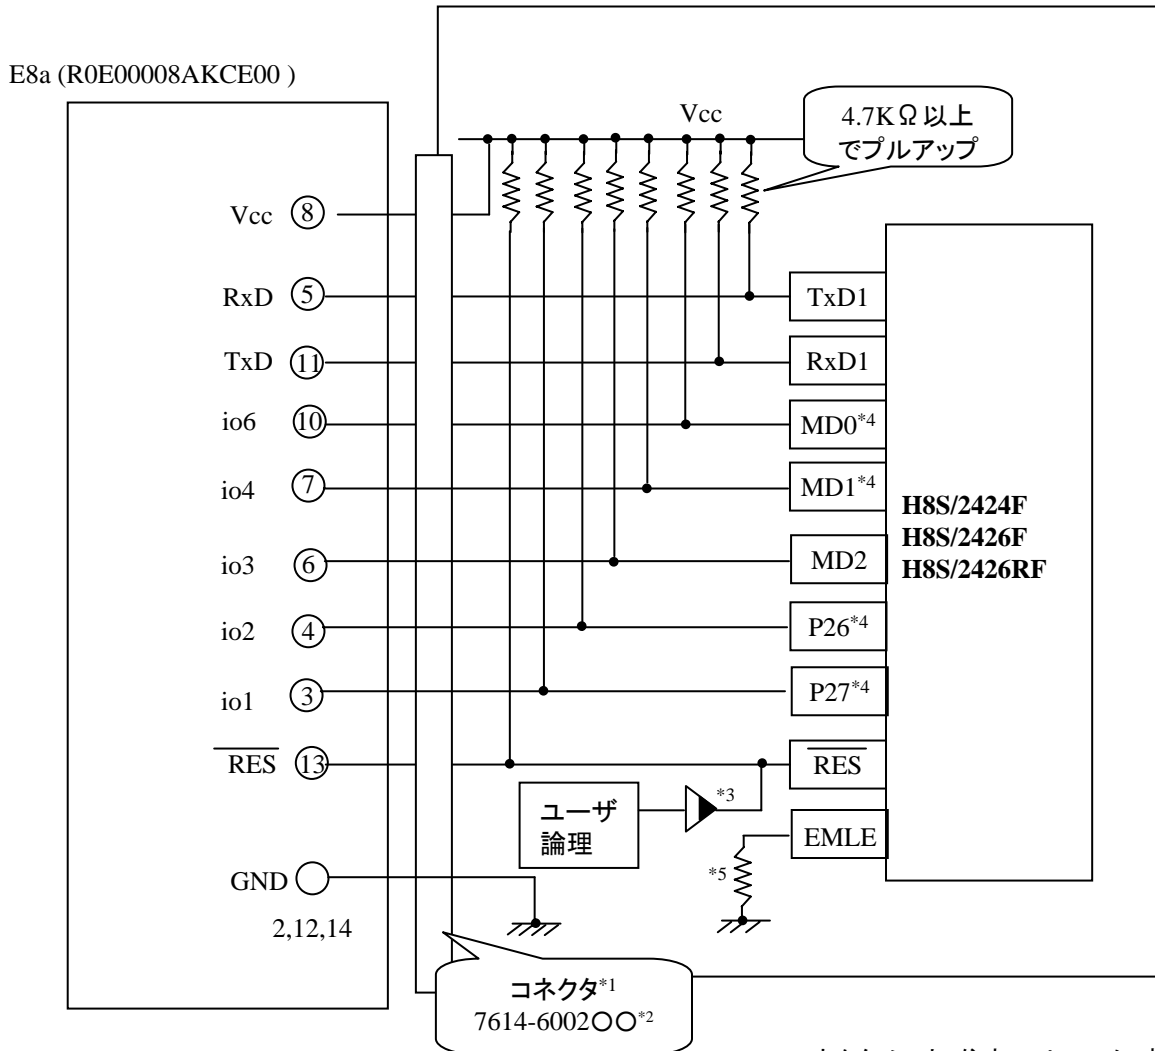 E8a (R0E00008AKCE00 )
Vcc
4.7KΩ以上
でプルアップ
Vcc 8
RxD 5
TxD1
TxD 11
RxD1
io6 10
MD0*4
io4 7
MD1*4
H8S/2424F
H8S/2426F
H8S/2426RF
io3 6
MD2
io2 4
P26*4
io1 3
P27*4
RES 13
RES
ユーザ
論理
*3
EMLE
*5
GND
2,12,14
コネクタ*1
7614-6002○○*2